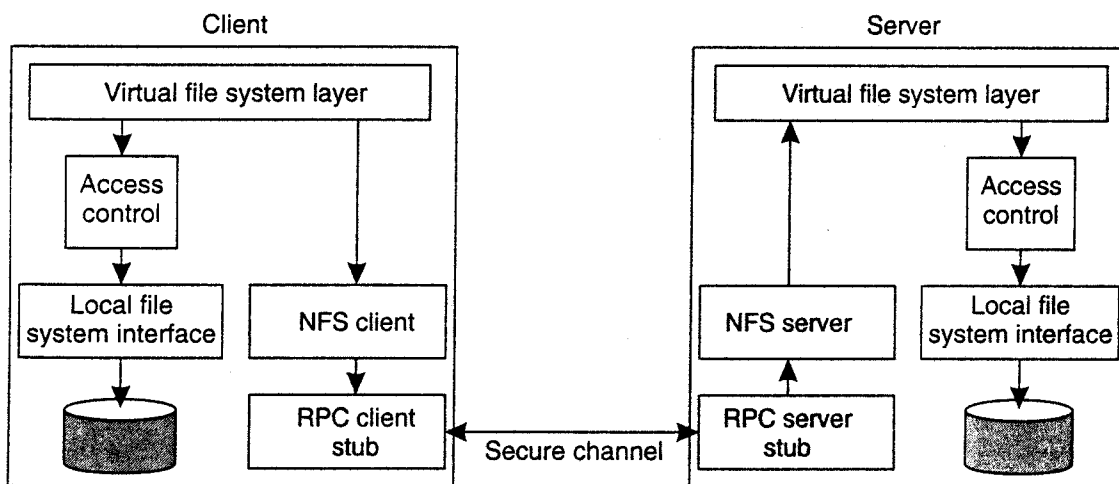 Client
Server
Virtual file system layer
Virtual file system layer
Access
control
Access
control
Local file
system interface
NFS client
NFS server
Local file
system interface
RPC client
stub
Secure channel
RPC server
stub